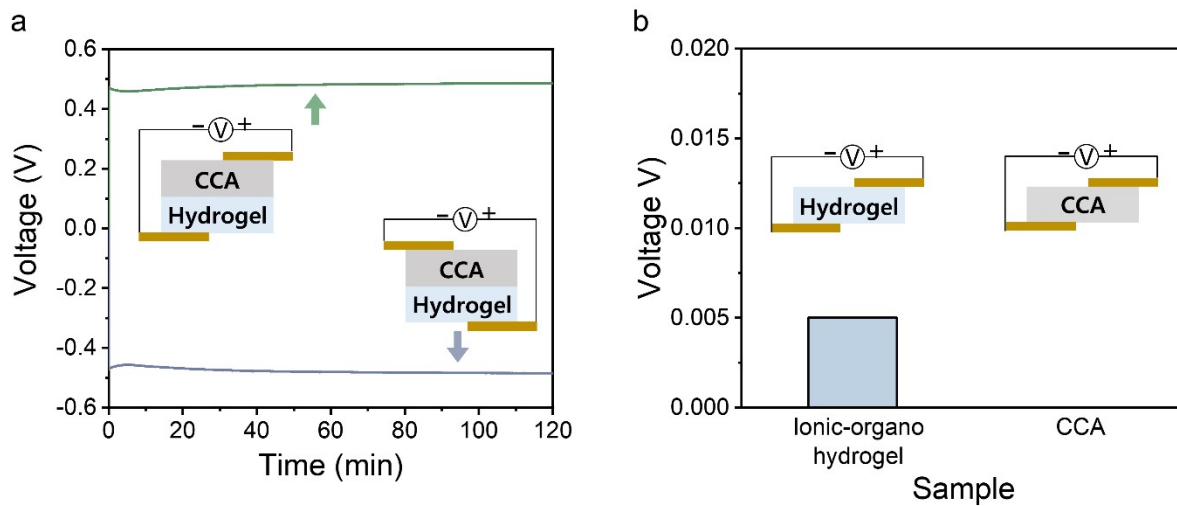 a
0.6
0.4
0.2
0.0
-0.2
-0.4
-0.6
Voltage (V)
- V +
CCA
Hydrogel
- V +
CCA
Hydrogel
0 20 40 60 80 100 120
Time (min)
b
0.020
0.015
0.010
0.005
0.000
Voltage V)
- V +
Hydrogel
- V +
CCA
Ionic-organo
hydrogel
CCA
Sample